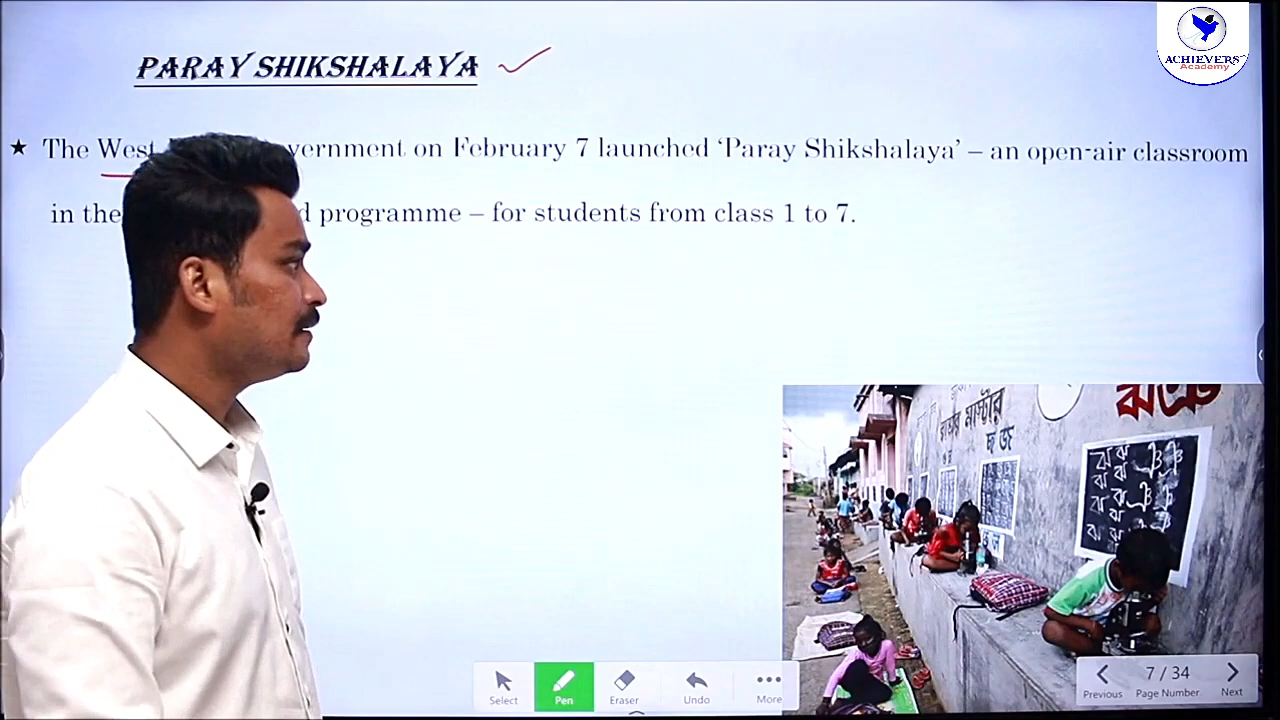 PARAY SHIKSHALAYA
ACHIEVERS
Academy
★ The West vernment on February 7 launched ‘Paray Shikshalaya’ – an open-air classroom
in the d programme – for students from class 1 to 7.
মাস্টার
ছ জ
ঝ ঞ
Select
Pen
Eraser
Undo
More
Previous
7 / 34
Page Number
Next